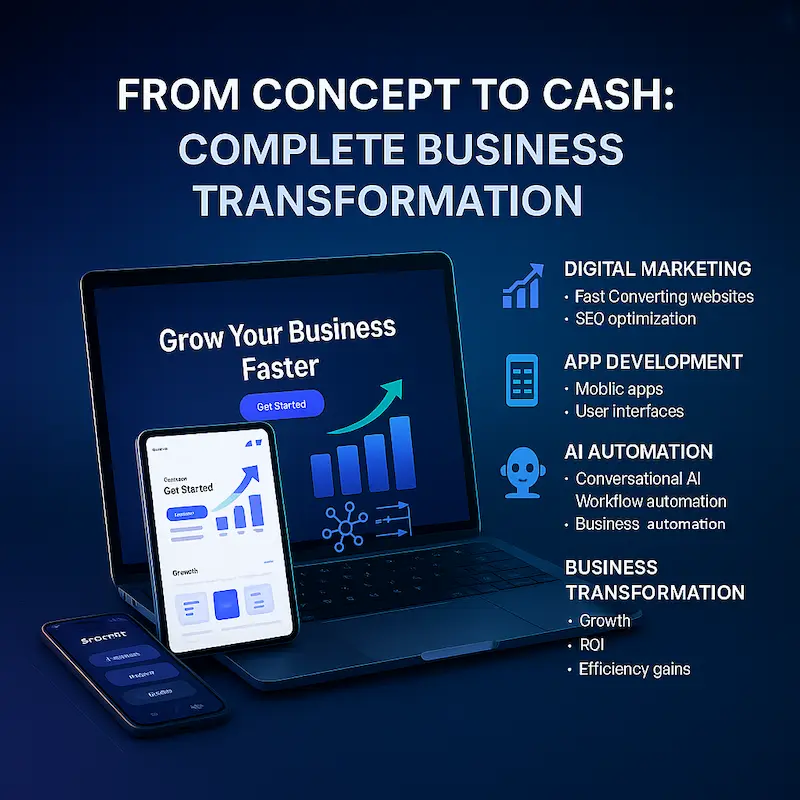 FROM CONCEPT TO CASH:
COMPLETE BUSINESS
TRANSFORMATION
Grow Your Business
Faster
Get Started
Get Started
Growth
DIGITAL MARKETING
• Fast Converting websites
• SEQ optimization
APP DEVELOPMENT
• Moblic apps
• User interfaces
AI AUTOMATION
• Conversational AI
Workflow automation
• Business automation
BUSINESS
TRANSFORMATION
• Growth
• ROI
• Efficiency gains